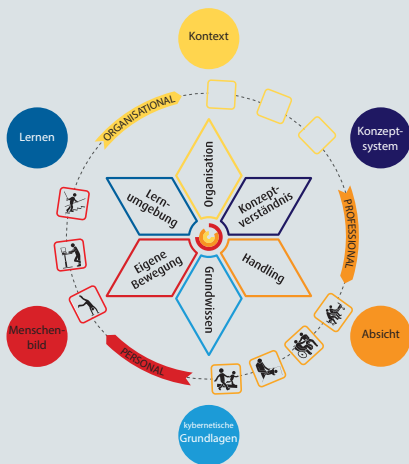 Kontext
ORGANISATIONAL
Lernen
Konzept-
system
Organisation
Lern-
umgebung
Konzept-
verständnis
PROFESSIONAL
Eigene
Bewegung
Handling
Grundwissen
Menschen-
bild
Absicht
PERSONAL
kybernetische
Grundlagen